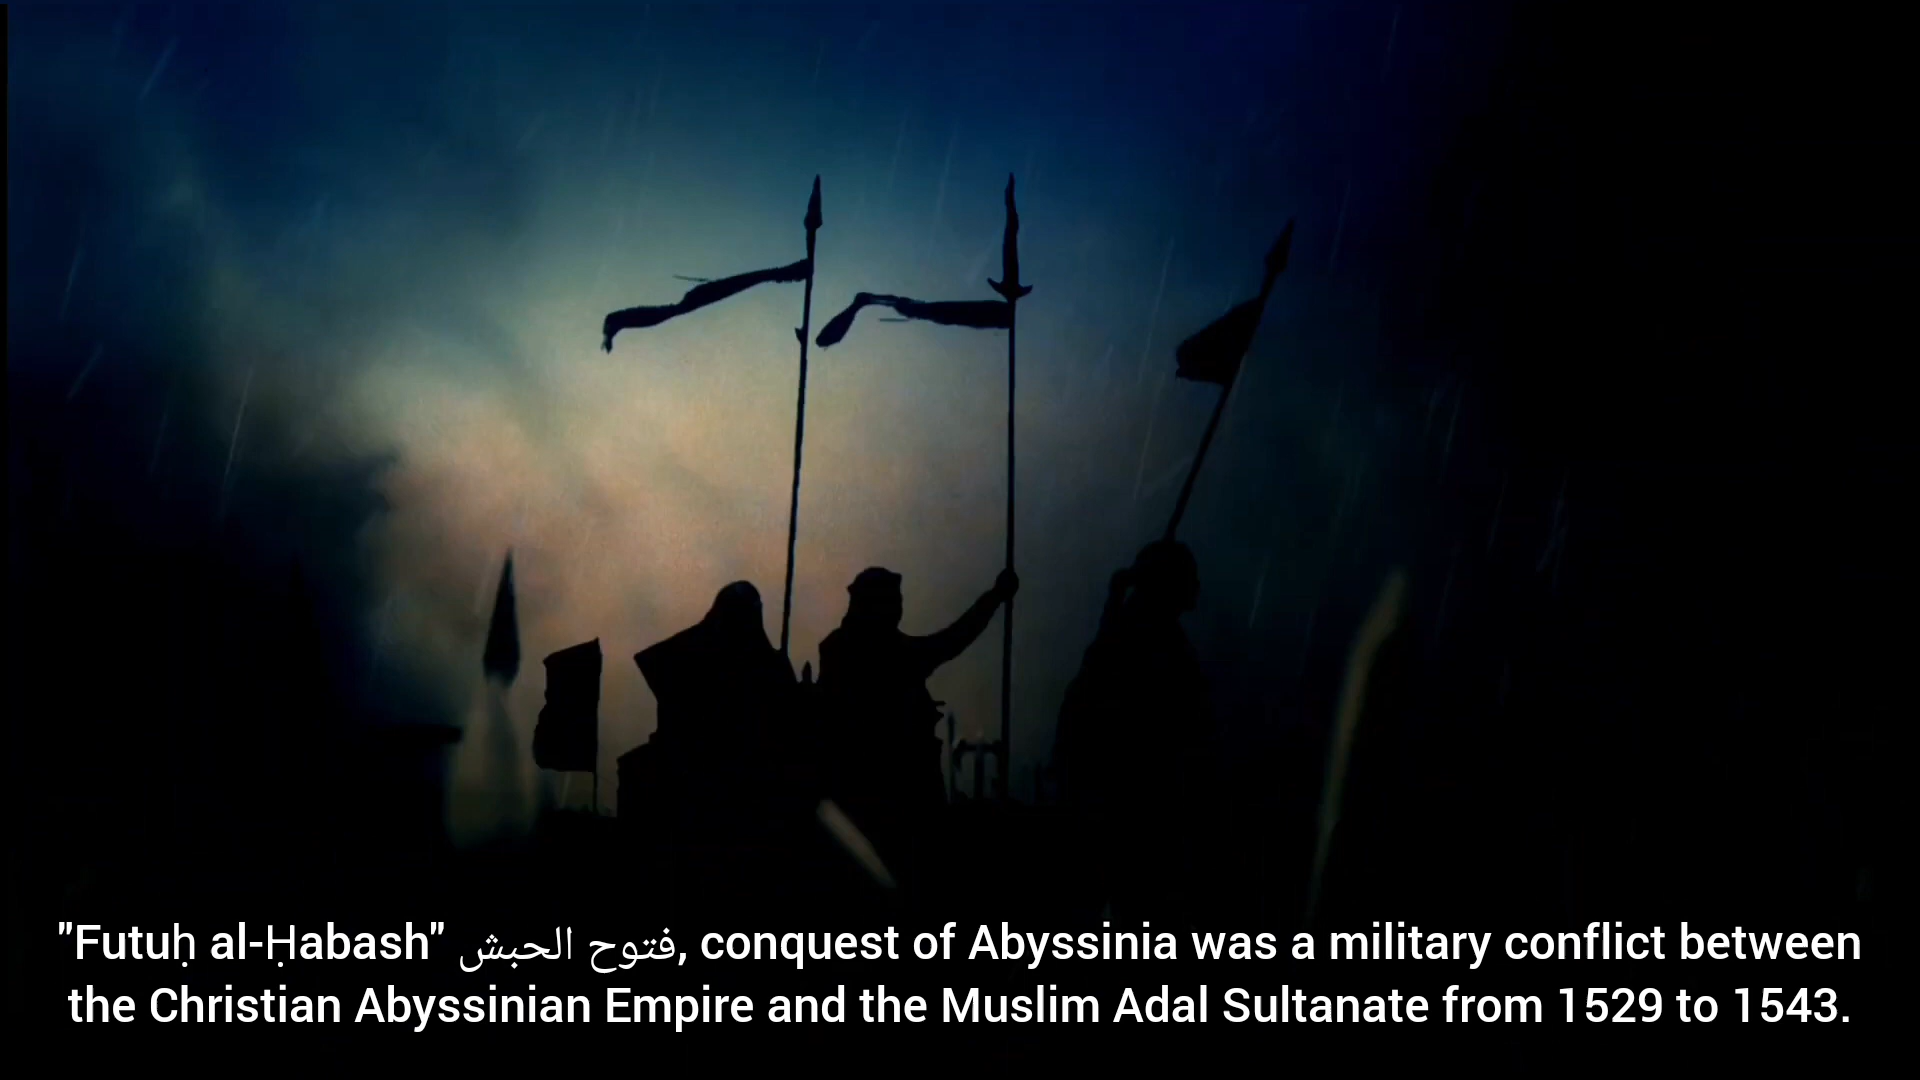 "Futuḥ al-Ḥabash" فتوح الحبش, conquest of Abyssinia was a military conflict between
the Christian Abyssinian Empire and the Muslim Adal Sultanate from 1529 to 1543.